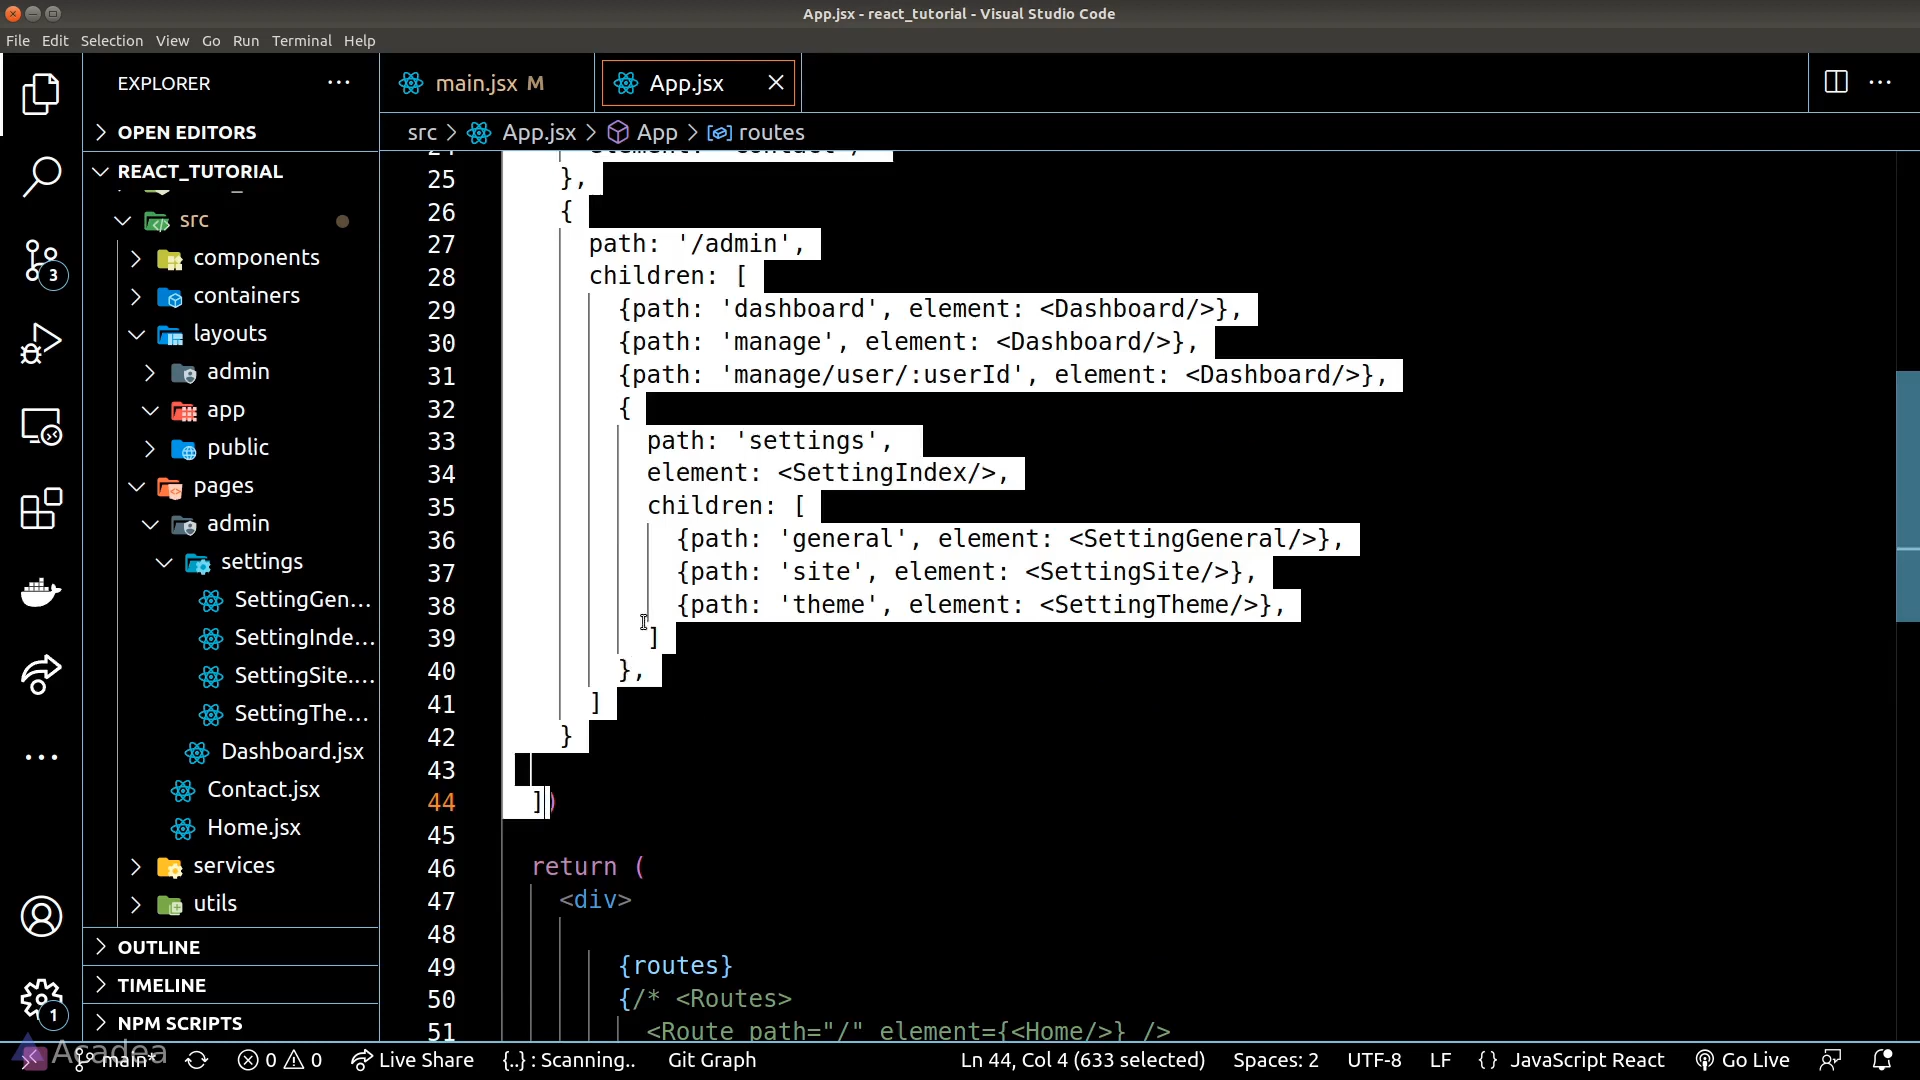 App.jsx - react_tutorial - Visual Studio Code
File Edit Selection View Go Run Terminal Help
EXPLORER
main.jsx M
App.jsx
OPEN EDITORS
src > App.jsx > App > routes
REACT_TUTORIAL
src
components
containers
layouts
admin
app
public
pages
admin
settings
SettingGen...
SettingInde...
SettingSite....
SettingThe...
Dashboard.jsx
Contact.jsx
Home.jsx
services
utils
OUTLINE
TIMELINE
NPM SCRIPTS
3
1
25 },
26 {
27 path: '/admin',
28 children: [
29 {path: 'dashboard', element: <Dashboard/>},
30 {path: 'manage', element: <Dashboard/>},
31 {path: 'manage/user/:userId', element: <Dashboard/>},
32 {
33 path: 'settings',
34 element: <SettingIndex/>,
35 children: [
36 {path: 'general', element: <SettingGeneral/>},
37 {path: 'site', element: <SettingSite/>},
38 {path: 'theme', element: <SettingTheme/>},
39 ]
40 },
41 ]
42 }
43
44 ])
45
46 return (
47 <div>
48
49 {routes}
50 {/* <Routes>
51 <Route path="/" element={<Home/>} />
Acadea
main* 0 0 Live Share {..} : Scanning.. Git Graph Ln 44, Col 4 (633 selected) Spaces: 2 UTF-8 LF {} JavaScript React Go Live